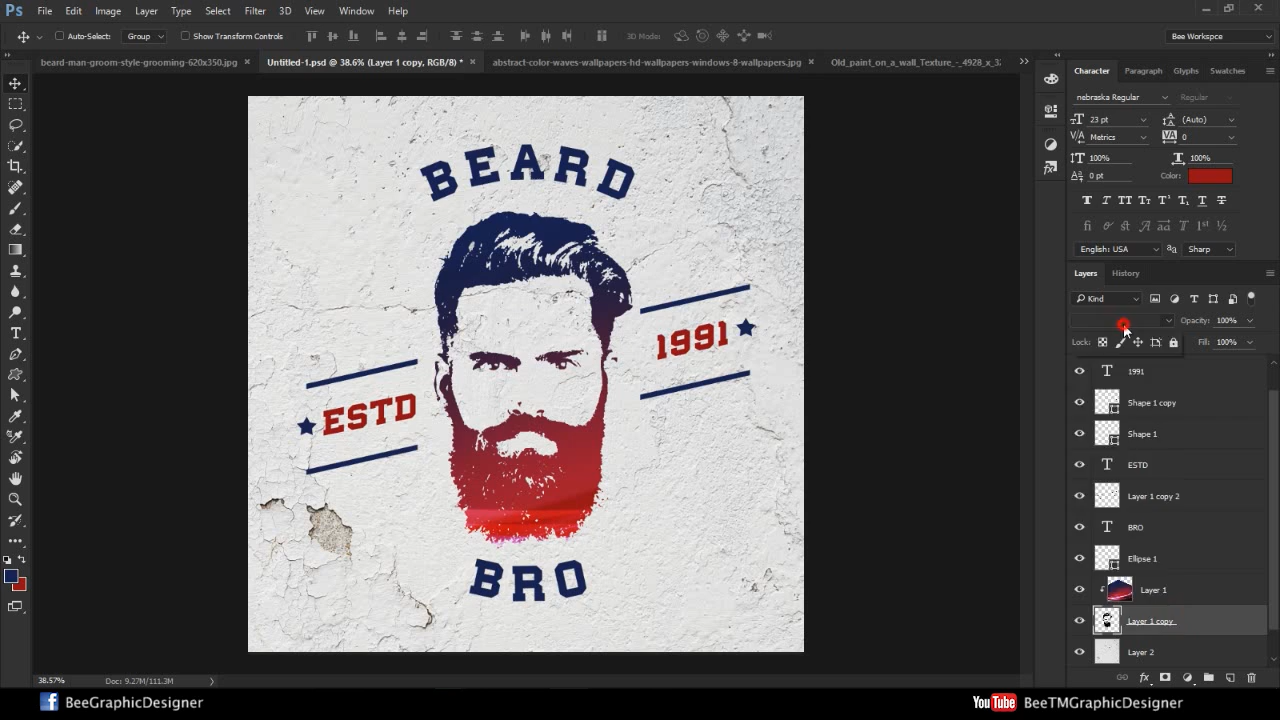 Ps File Edit Image Layer Type Select Filter 3D View Window Help
Auto-Select: Group Show Transform Controls 3D Mode: Bee Workspce
beard-man-groom-style-grooming-620x350.jpg × Untitled-1.psd @ 38.6% (Layer 1 copy, RGB/8) * × abstract-color-waves-wallpapers-hd-wallpapers-windows-8-wallpapers.jpg × Old_paint_on_a_wall_Texture_-_4928_x_32
Character Paragraph Glyphs Swatches
nebraska Regular Regular
23 pt (Auto)
Metrics 0
100% 100%
0 pt Color:
English: USA Sharp
Layers History
Kind
Opacity: 100%
Lock: Fill: 100%
1991
Shape 1 copy
Shape 1
ESTD
Layer 1 copy 2
BRO
Ellipse 1
Layer 1
Layer 1 copy
Layer 2
BEARD
1991
ESTD
BRO
38.57% Doc: 9.27M/111.3M
BeeGraphicDesigner
YouTube BeeTMGraphicDesigner